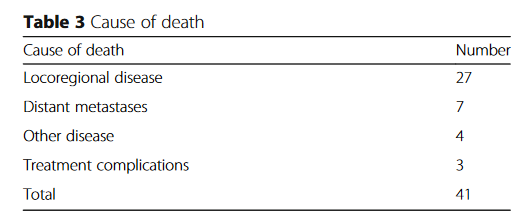 Table 3 Cause of death
Cause of death Number
Locoregional disease 27
Distant metastases 7
Other disease 4
Treatment complications 3
Total 41